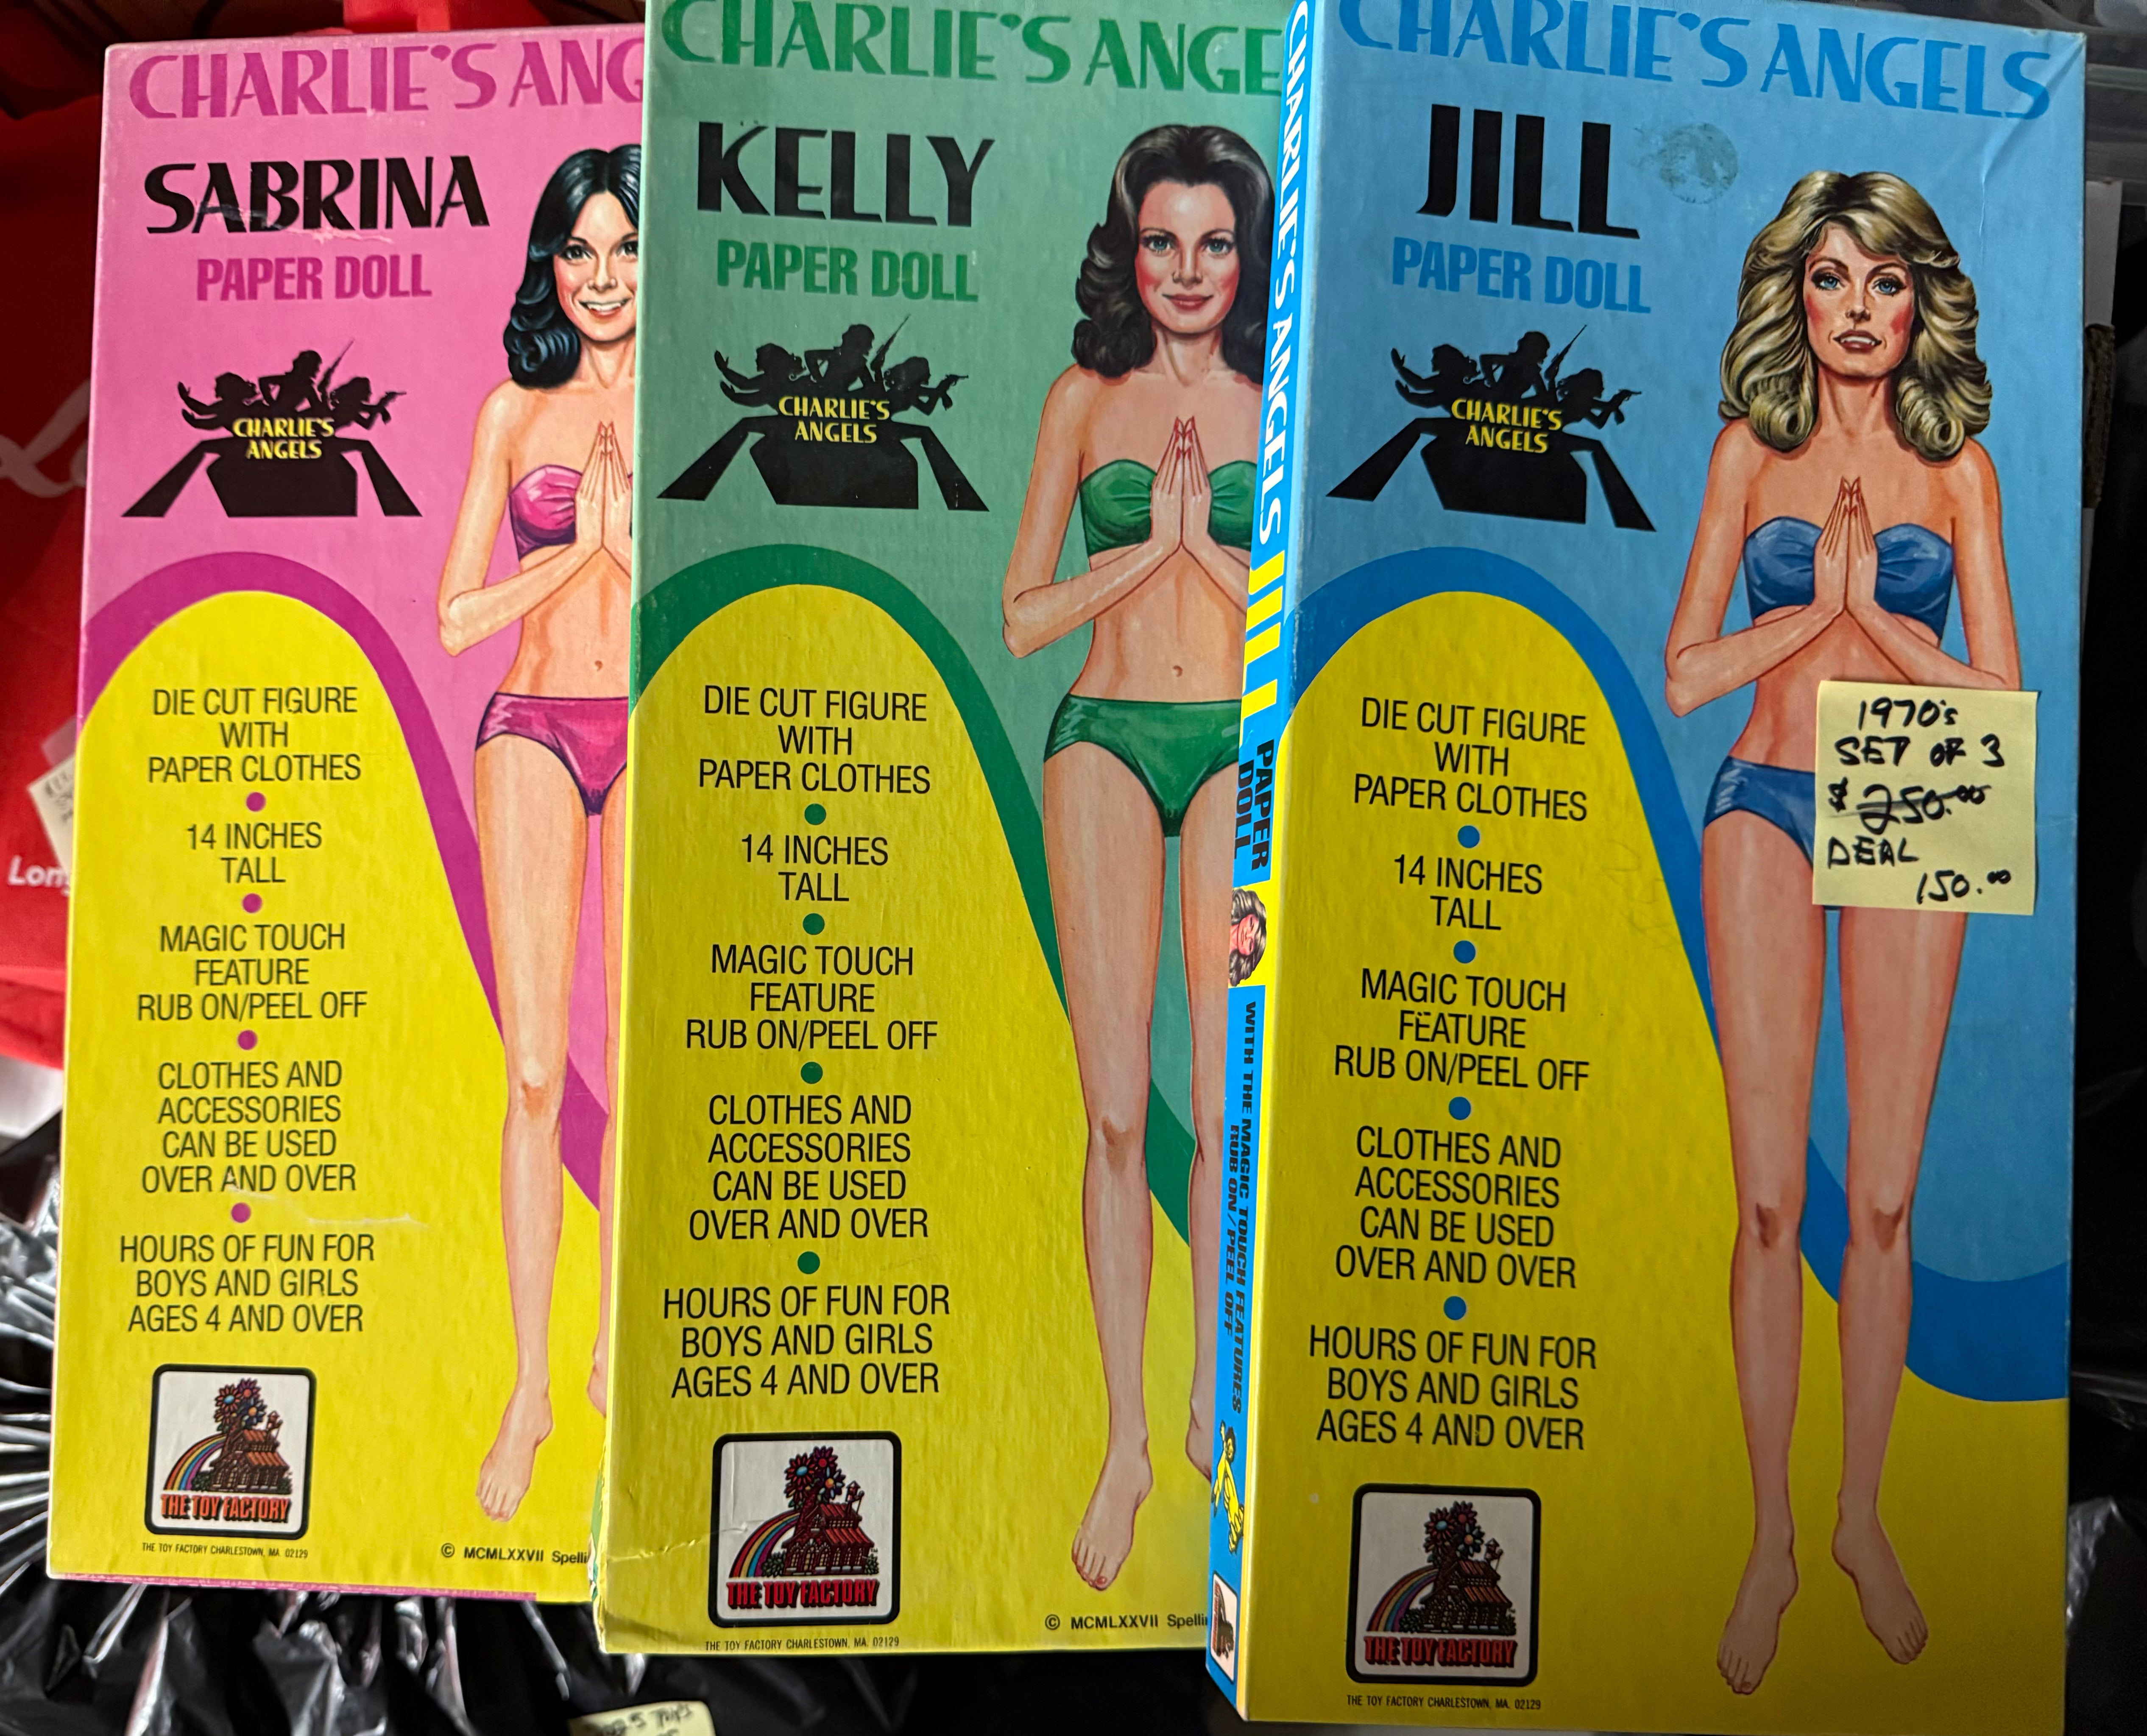 CHARLIE'S ANG
SABRINA
PAPER DOLL
CHARLIE'S
ANGELS
DIE CUT FIGURE
WITH
PAPER CLOTHES
14 INCHES
TALL
MAGIC TOUCH
FEATURE
RUB ON/PEEL OFF
CLOTHES AND
ACCESSORIES
CAN BE USED
OVER AND OVER
HOURS OF FUN FOR
BOYS AND GIRLS
AGES 4 AND OVER
THE TOY FACTORY
THE TOY FACTORY CHARLESTOWN, MA. 02129
© MCMLXXVII Spelli
CHARLIE'S ANGE
KELLY
PAPER DOLL
CHARLIE'S
ANGELS
DIE CUT FIGURE
WITH
PAPER CLOTHES
14 INCHES
TALL
MAGIC TOUCH
FEATURE
RUB ON/PEEL OFF
CLOTHES AND
ACCESSORIES
CAN BE USED
OVER AND OVER
HOURS OF FUN FOR
BOYS AND GIRLS
AGES 4 AND OVER
THE TOY FACTORY
THE TOY FACTORY CHARLESTOWN, MA. 02129
© MCMLXXVII Spelli
CHARLIE'S ANGELS
JILL
PAPER
DOLL
WITH THE MAGIC TOUCH FEATURES
RUB ON/PEEL OFF
CHARLIE'S ANGELS
JILL
PAPER DOLL
CHARLIE'S
ANGELS
DIE CUT FIGURE
WITH
PAPER CLOTHES
14 INCHES
TALL
MAGIC TOUCH
FEATURE
RUB ON/PEEL OFF
CLOTHES AND
ACCESSORIES
CAN BE USED
OVER AND OVER
HOURS OF FUN FOR
BOYS AND GIRLS
AGES 4 AND OVER
THE TOY FACTORY
THE TOY FACTORY CHARLESTOWN, MA. 02129
1970's
SET OF 3
$ 250.00
DEAL
150.00
Lon